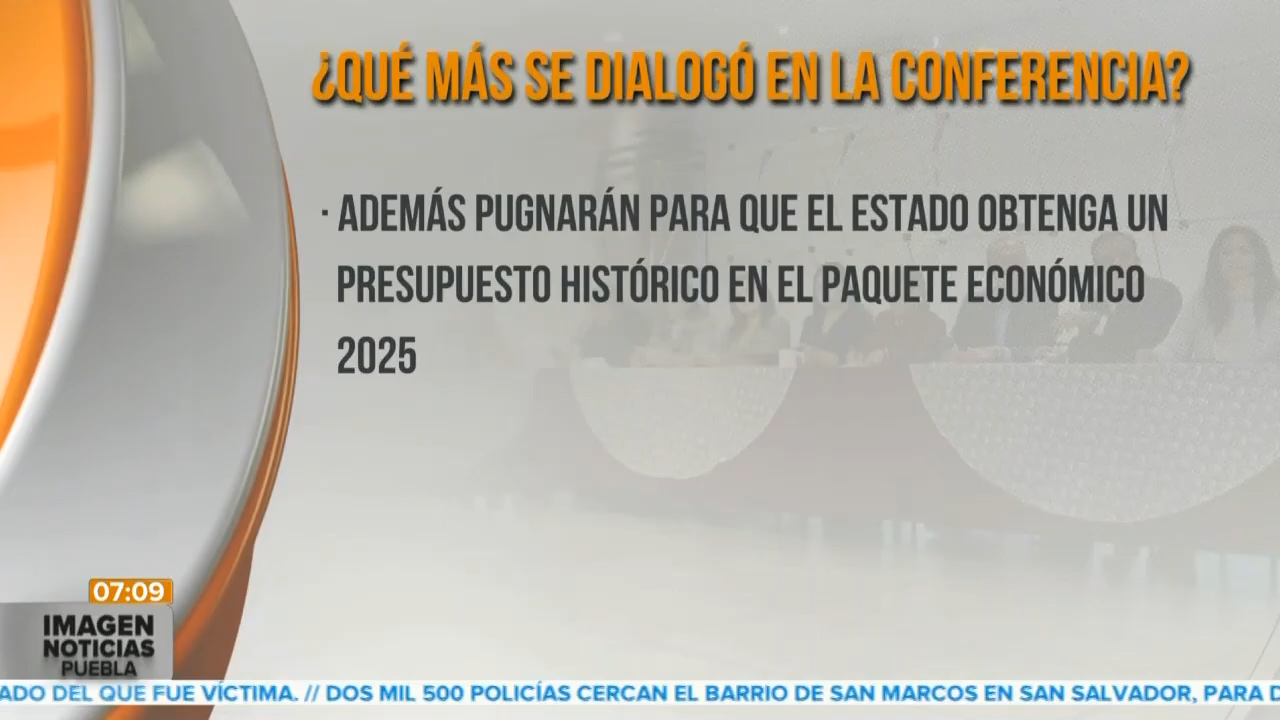 ¿QUÉ MÁS SE DIALOGÓ EN LA CONFERENCIA?
· ADEMÁS PUGNARÁN PARA QUE EL ESTADO OBTENGA UN
PRESUPUESTO HISTÓRICO EN EL PAQUETE ECONÓMICO
2025
07:09
IMAGEN
NOTICIAS
PUEBLA
ADO DEL QUE FUE VÍCTIMA. // DOS MIL 500 POLICÍAS CERCAN EL BARRIO DE SAN MARCOS EN SAN SALVADOR, PARA D